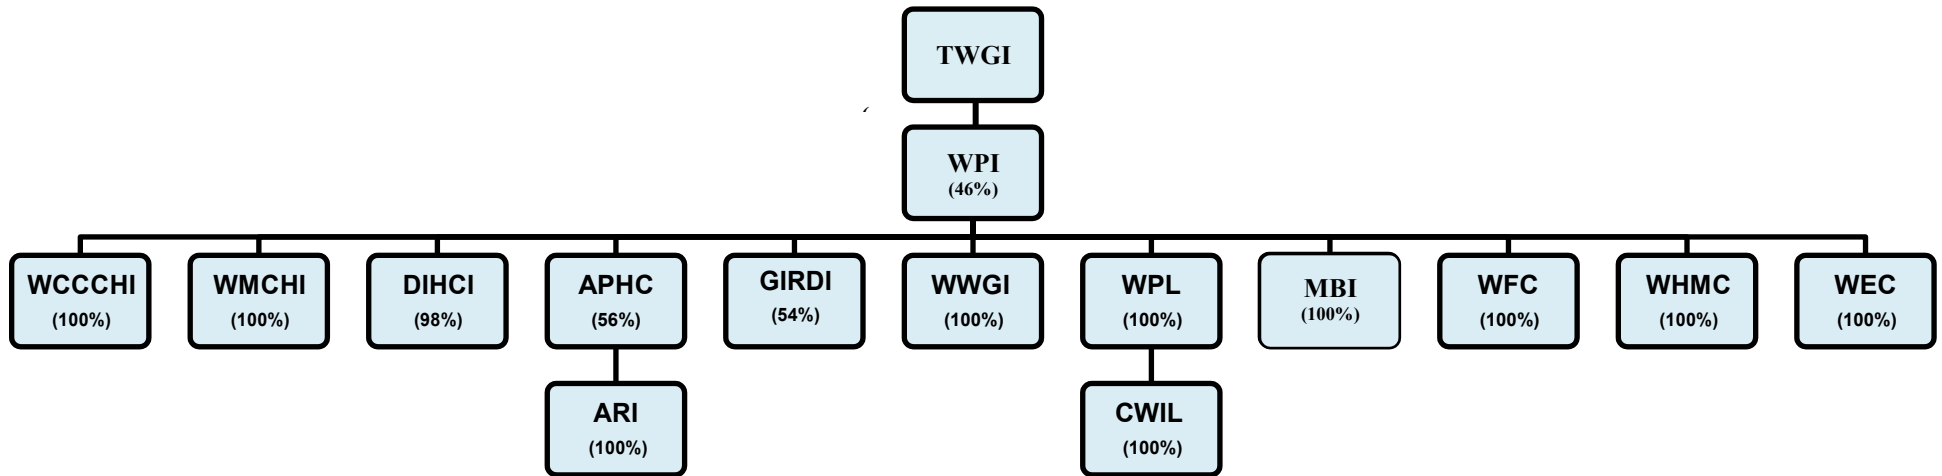 TWGI
WPI
(46%)
WCCCHI
(100%)
WMCHI
(100%)
DIHCI
(98%)
APHC
(56%)
GIRDI
(54%)
WWGI
(100%)
WPL
(100%)
MBI
(100%)
WFC
(100%)
WHMC
(100%)
WEC
(100%)
ARI
(100%)
CWIL
(100%)